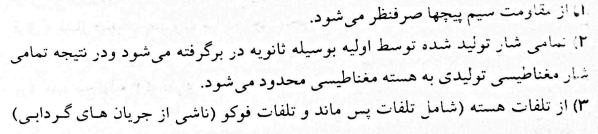 ۱) از مقاومت سیم پیچها صرفنظر می‌شود.
۲) تمامی شار تولید شده توسط اولیه بوسیله ثانویه در برگرفته می‌شود ودر نتیجه تمامی
شار مغناطیسی تولیدی به هسته مغناطیسی محدود می‌شود.
۳) از تلفات هسته (شامل تلفات پس ماند و تلفات فوکو (ناشی از جریان های گردابی)